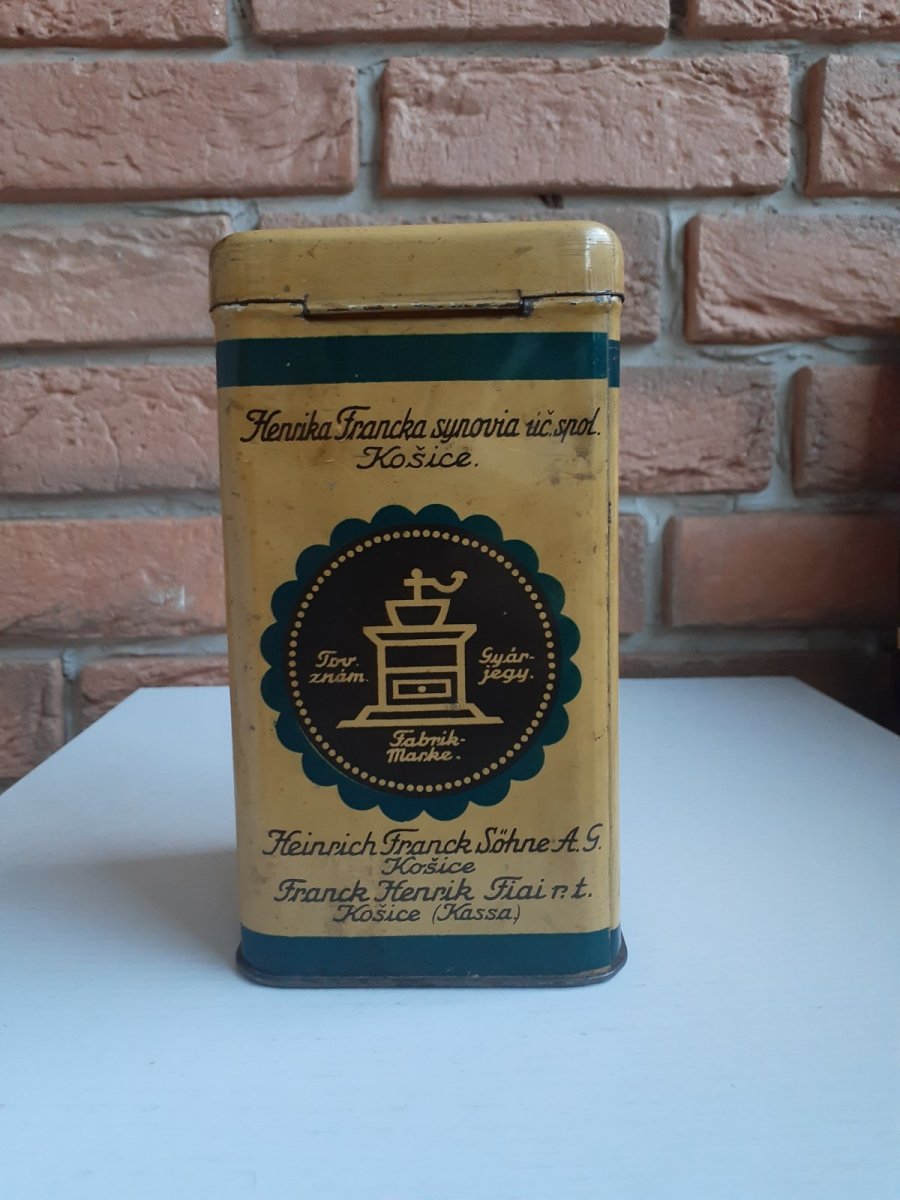 Henrika Francka synovia úč. spol.
Košice.
Tov.
znám.
Gyár-
jegy.
Fabrik-
Marke.
Heinrich Franck Söhne A. G.
Košice
Franck Henrik Fiai r. t.
Košice (Kassa)